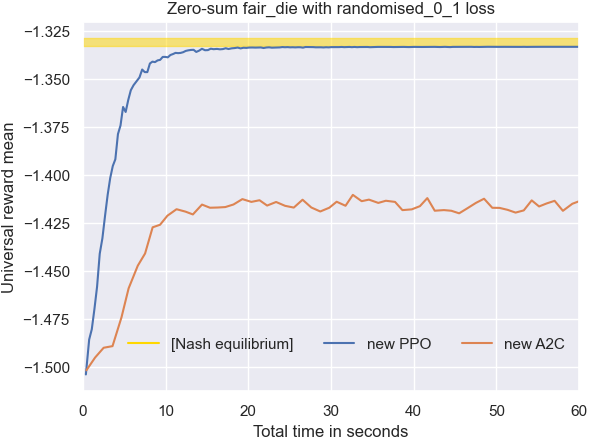 Zero-sum fair_die with randomised_0_1 loss
Universal reward mean
−1.325
−1.350
−1.375
−1.400
−1.425
−1.450
−1.475
−1.500
[Nash equilibrium] new PPO new A2C
0 10 20 30 40 50 60
Total time in seconds